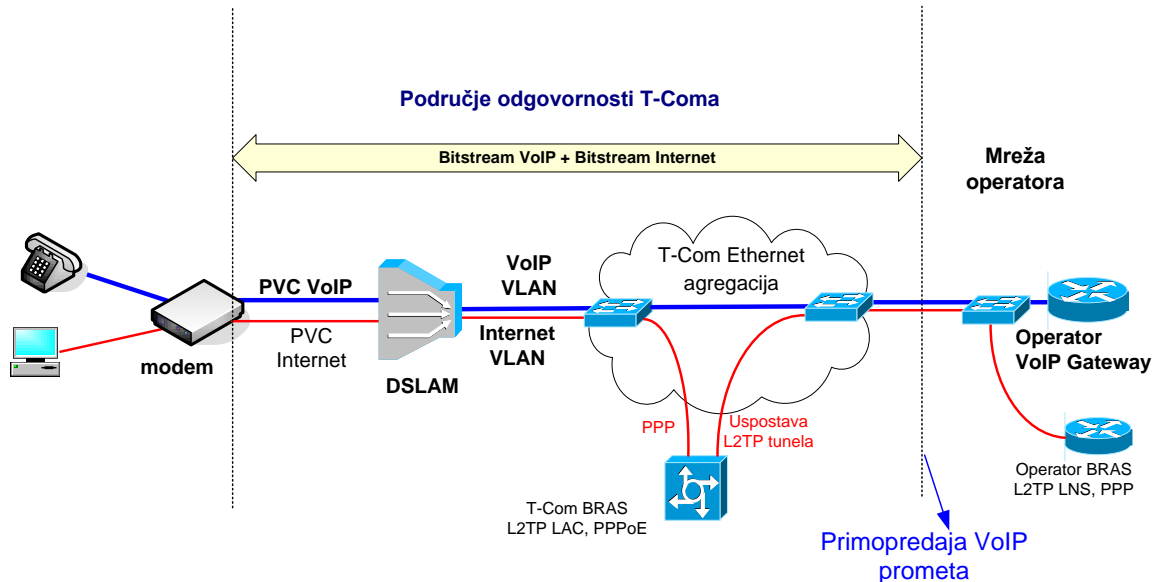 Područje odgovornosti T-Coma
Bitstream VoIP + Bitstream Internet
Mreža
operatora
T-Com Ethernet
agregacija
VoIP
VLAN
PVC VoIP
PVC
Internet
Internet
VLAN
modem
DSLAM
Operator
VoIP Gateway
PPP
Uspostava
L2TP tunela
T-Com BRAS
L2TP LAC, PPPoE
Operator BRAS
L2TP LNS, PPP
Primopredaja VoIP
prometa